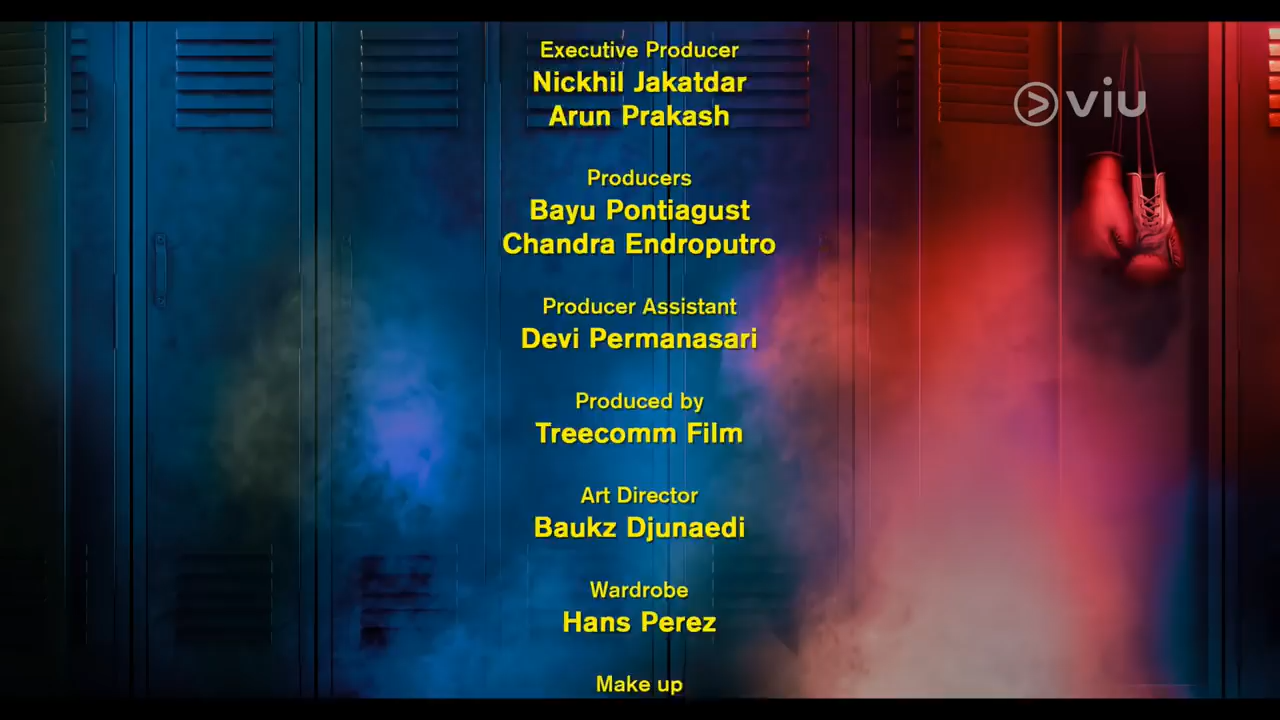 Executive Producer
Nickhil Jakatdar
Arun Prakash
viu
Producers
Bayu Pontiagust
Chandra Endroputro
Producer Assistant
Devi Permanasari
Produced by
Treecomm Film
Art Director
Baukz Djunaedi
Wardrobe
Hans Perez
Make up